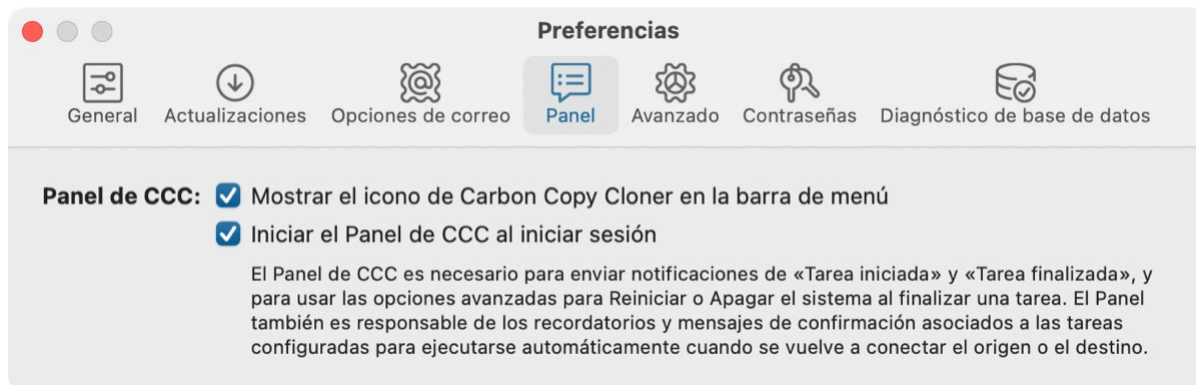 Preferencias
General Actualizaciones Opciones de correo Panel Avanzado Contraseñas Diagnóstico de base de datos
Panel de CCC: Mostrar el icono de Carbon Copy Cloner en la barra de menú
Iniciar el Panel de CCC al iniciar sesión
El Panel de CCC es necesario para enviar notificaciones de «Tarea iniciada» y «Tarea finalizada», y
para usar las opciones avanzadas para Reiniciar o Apagar el sistema al finalizar una tarea. El Panel
también es responsable de los recordatorios y mensajes de confirmación asociados a las tareas
configuradas para ejecutarse automáticamente cuando se vuelve a conectar el origen o el destino.